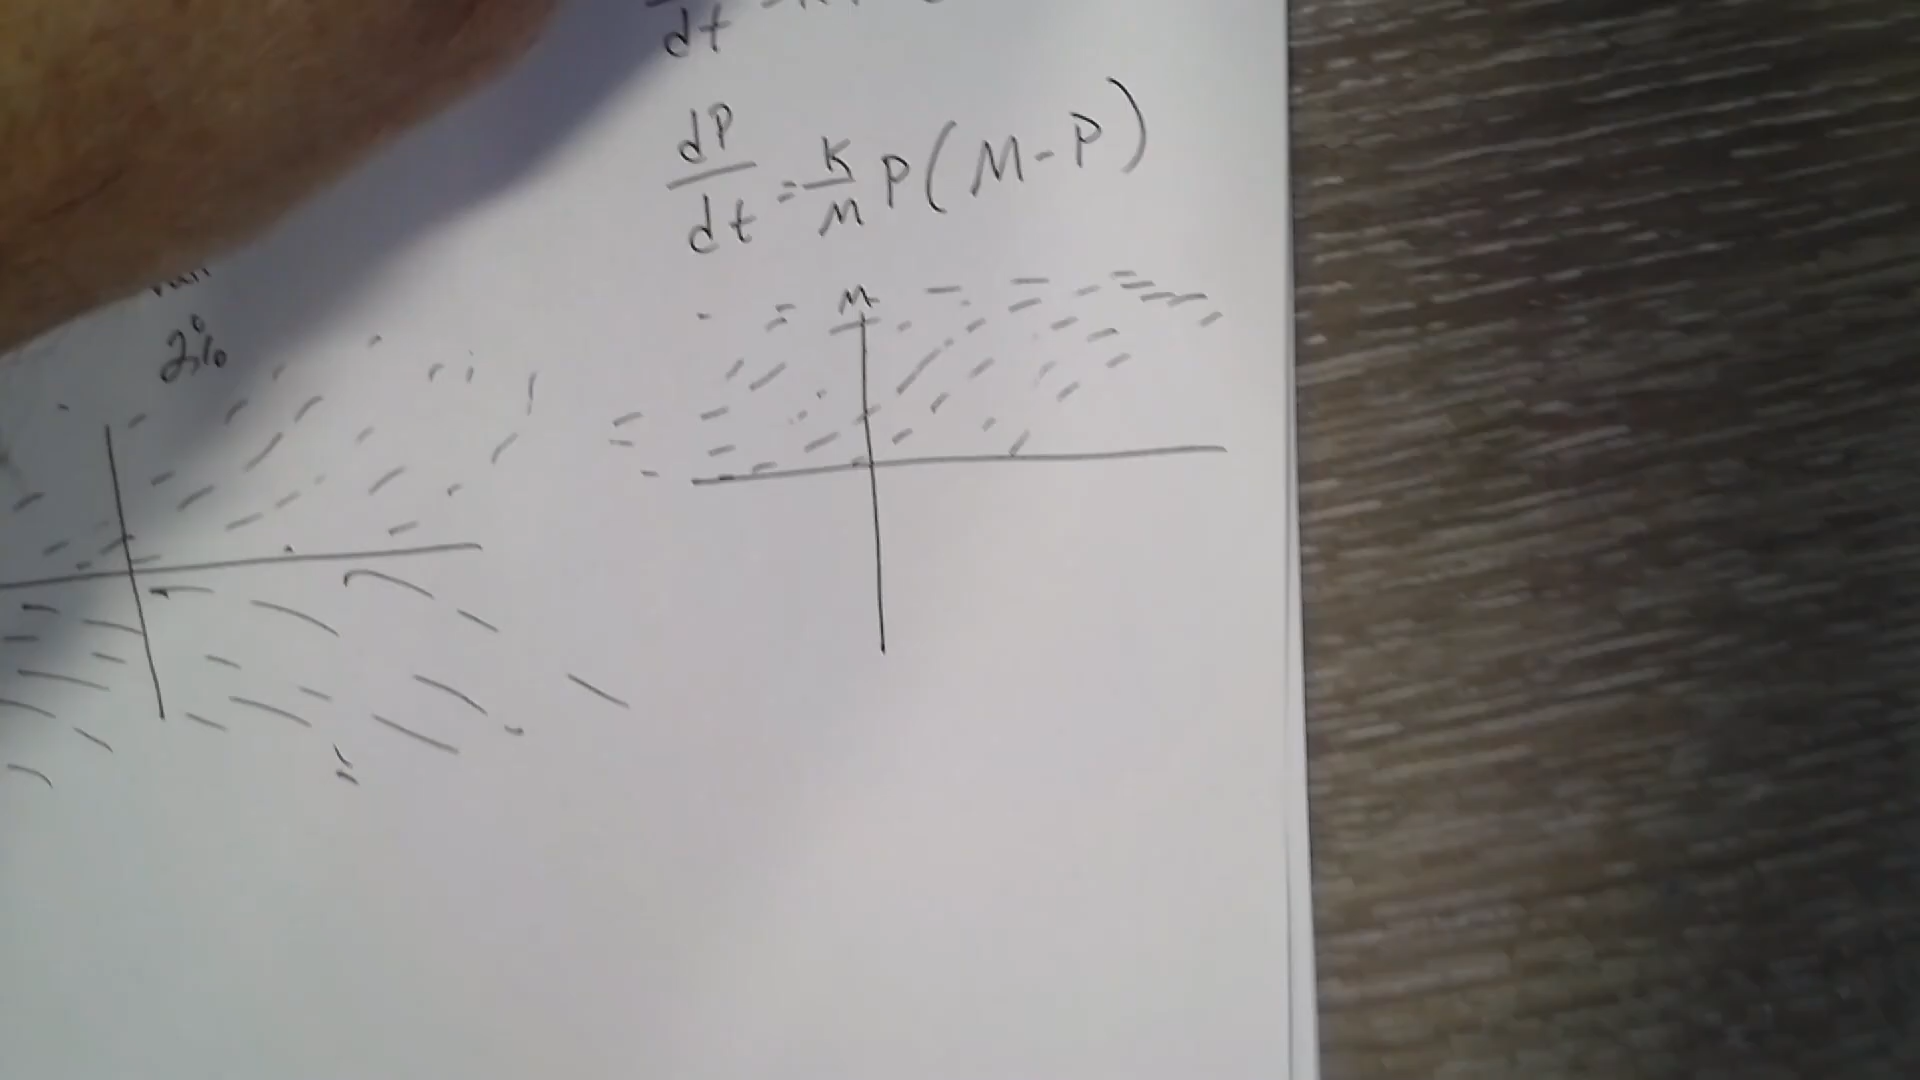 dt
dP/dt = k/M P(M-P)
2%
M